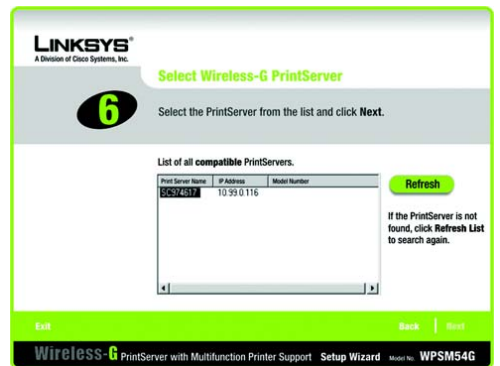 LINKSYS®
A Division of Cisco Systems, Inc.
Select Wireless-G PrintServer
6
Select the PrintServer from the list and click Next.
List of all compatible PrintServers.
Print Server Name IP Address Model Number
SC974617 10.99.0.116
Refresh
If the PrintServer is not
found, click Refresh List
to search again.
Exit
Back Next
Wireless-G PrintServer with Multifunction Printer Support Setup Wizard Model No. WPSM54G